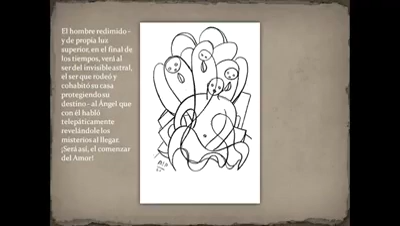 El hombre redimido -
y de propia luz
superior, en el final de
los tiempos, verá al
ser del invisible astral,
el ser que rodeó y
cohabitó su casa
protegiendo su
destino - al Ángel que
con él habló
telepáticamente
revelándole los
misterios al llegar.
¡Será así, el comenzar
del Amor!